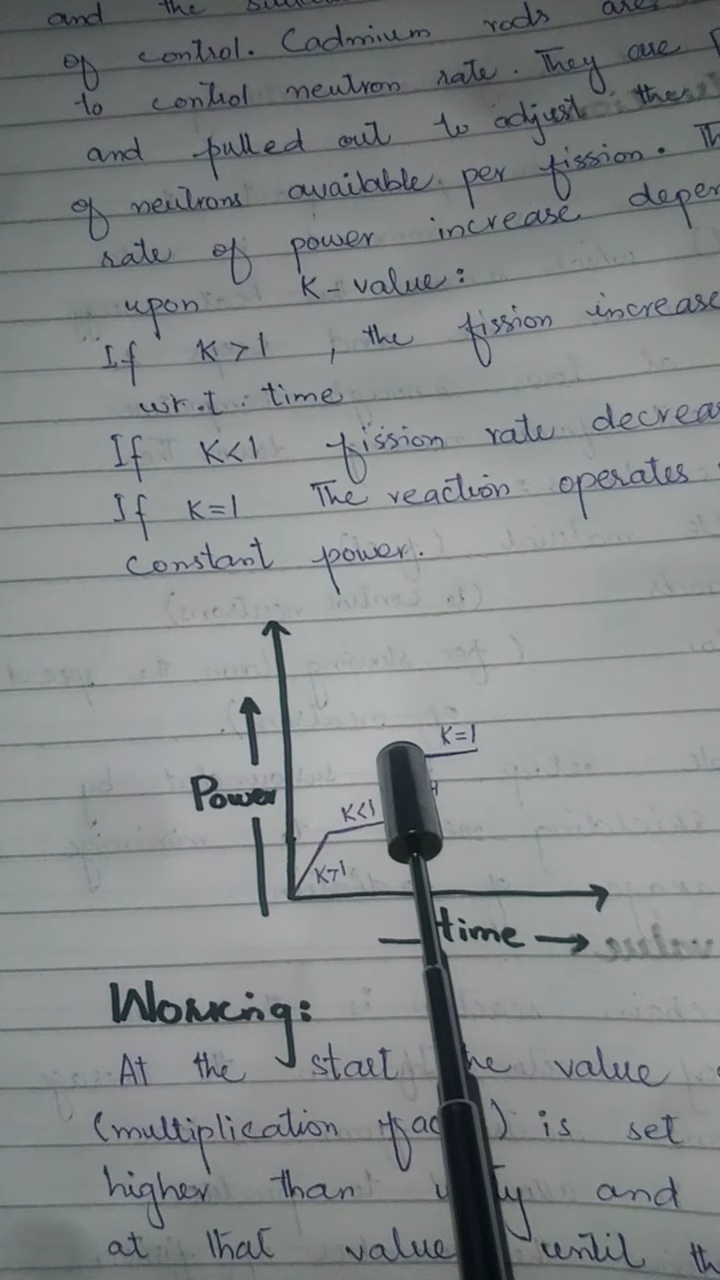 and the
of control. Cadmium rods are
to control neutron rate. They are
and pulled out to adjust the
of neutrons available per fission.
rate of power increase depen
upon K-value:
If K>1, the fission increase
w.r.t. time
If K<1 fission rate decrea
If K=1 The reaction operates
constant power.
K=1
Power
K<1
K>1
time
Working:
At the start value
(multiplication ) is set
higher than and
at that value until